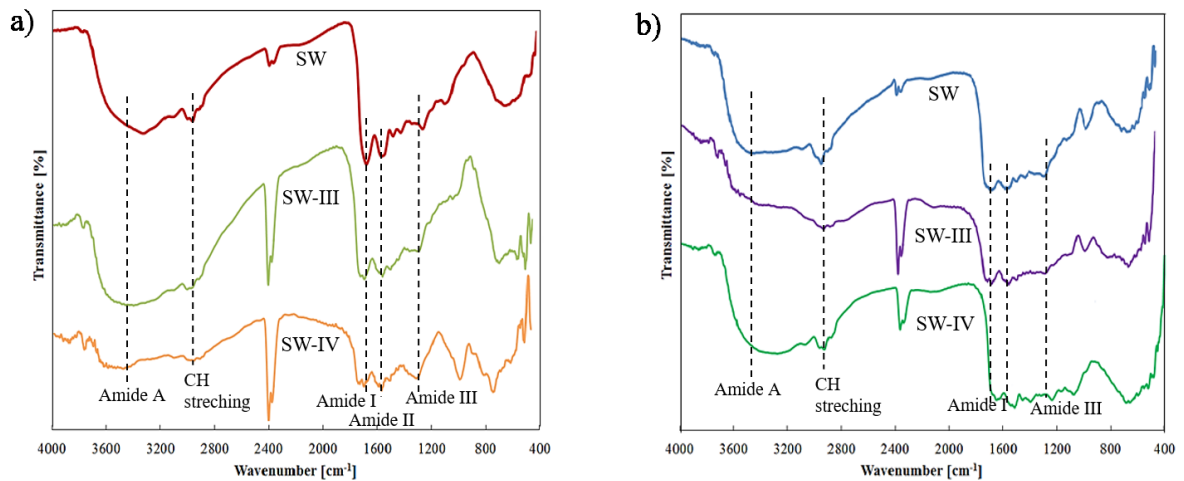 a)
SW
SW-III
SW-IV
Amide A
CH
streching
Amide I
Amide II
Amide III
Transmittance [%]
4000 3600 3200 2800 2400 2000 1600 1200 800 400
Wavenumber [cm-1]
b)
SW
SW-III
SW-IV
Amide A
CH
streching
Amide I
Amide III
Transmittance [%]
4000 3600 3200 2800 2400 2000 1600 1200 800 400
Wavenumber [cm-1]